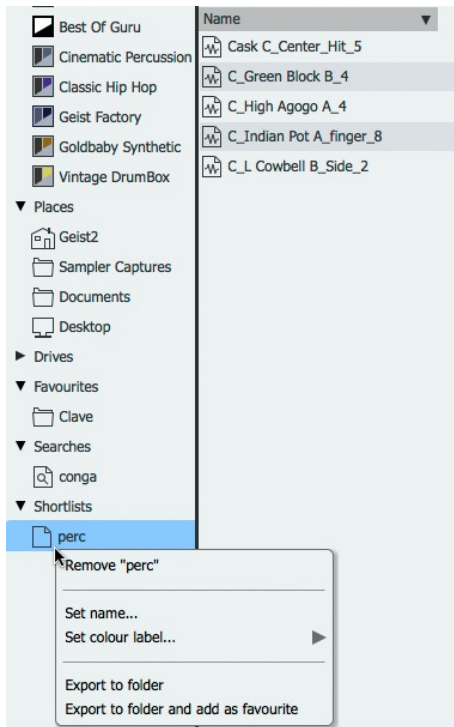 Best Of Guru
Cinematic Percussion
Classic Hip Hop
Geist Factory
Goldbaby Synthetic
Vintage DrumBox
Places
Geist2
Sampler Captures
Documents
Desktop
Drives
Favourites
Clave
Searches
conga
Shortlists
perc
Remove "perc"
Set name...
Set colour label...
Export to folder
Export to folder and add as favourite
Name
Cask C_Center_Hit_5
C_Green Block B_4
C_High Agogo A_4
C_Indian Pot A_finger_8
C_L Cowbell B_Side_2